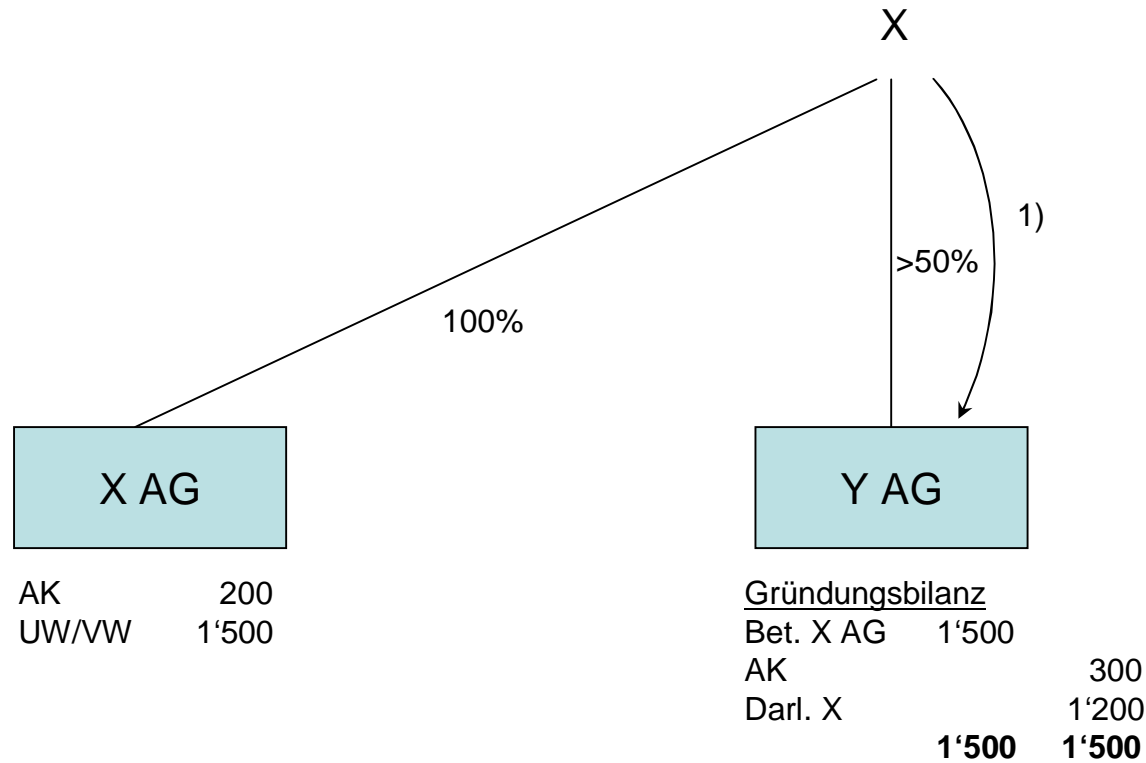 X
1)
>50%
100%
X AG
Y AG
AK 200
UW/VW 1‘500
Gründungsbilanz
Bet. X AG 1‘500
AK 300
Darl. X 1‘200
1‘500 1‘500